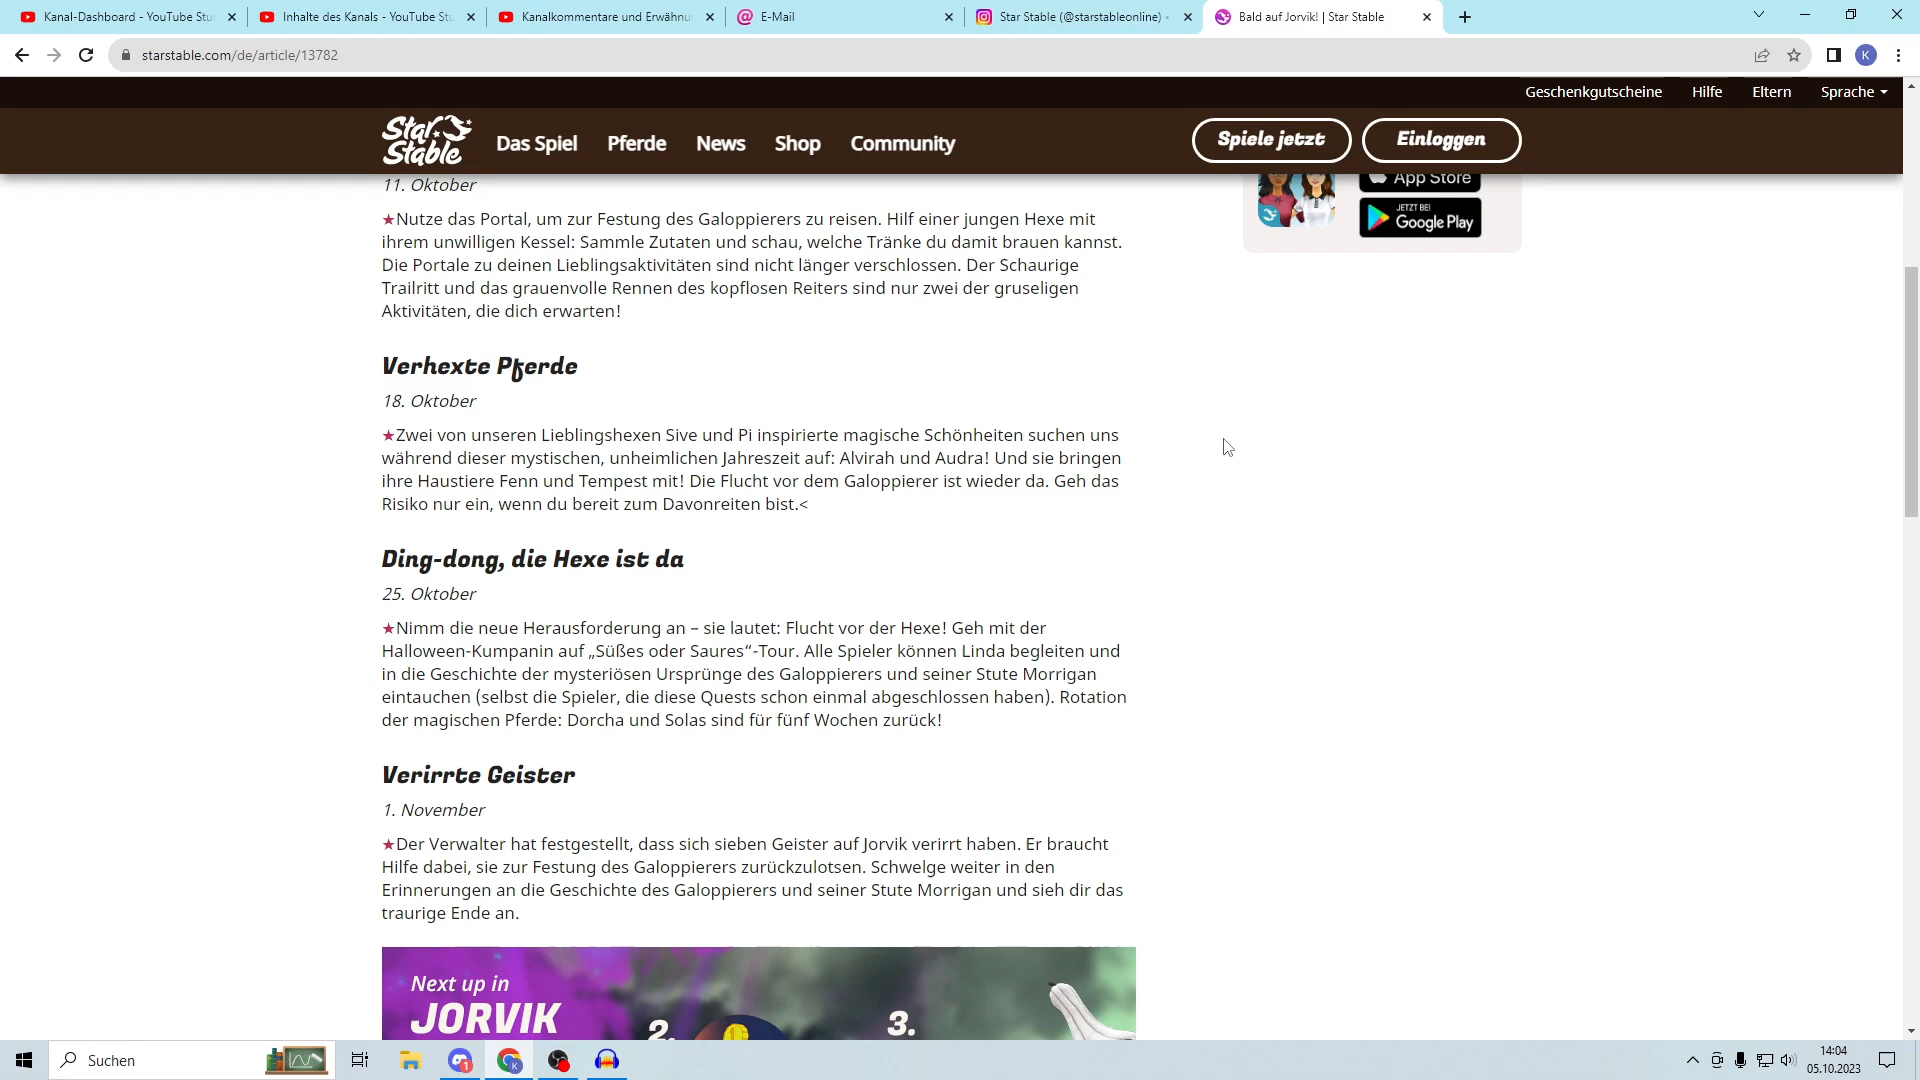 Kanal-Dashboard - YouTube Stu
Inhalte des Kanals - YouTube Stu
Kanalkommentare und Erwähnu
E-Mail
Star Stable (@starstableonline) •
Bald auf Jorvik! | Star Stable
starstable.com/de/article/13782
K
Geschenkgutscheine
Hilfe
Eltern
Sprache
Star Stable
Das Spiel
Pferde
News
Shop
Community
Spiele jetzt
Einloggen
11. Oktober
★Nutze das Portal, um zur Festung des Galoppierers zu reisen. Hilf einer jungen Hexe mit
ihrem unwilligen Kessel: Sammle Zutaten und schau, welche Tränke du damit brauen kannst.
Die Portale zu deinen Lieblingsaktivitäten sind nicht länger verschlossen. Der Schaurige
Trailritt und das grauenvolle Rennen des kopflosen Reiters sind nur zwei der gruseligen
Aktivitäten, die dich erwarten!
App Store
JETZT BEI
Google Play
Verhexte Pferde
18. Oktober
★Zwei von unseren Lieblingshexen Sive und Pi inspirierte magische Schönheiten suchen uns
während dieser mystischen, unheimlichen Jahreszeit auf: Alvirah und Audra! Und sie bringen
ihre Haustiere Fenn und Tempest mit! Die Flucht vor dem Galoppierer ist wieder da. Geh das
Risiko nur ein, wenn du bereit zum Davonreiten bist.<
Ding-dong, die Hexe ist da
25. Oktober
★Nimm die neue Herausforderung an – sie lautet: Flucht vor der Hexe! Geh mit der
Halloween-Kumpanin auf „Süßes oder Saures“-Tour. Alle Spieler können Linda begleiten und
in die Geschichte der mysteriösen Ursprünge des Galoppierers und seiner Stute Morrigan
eintauchen (selbst die Spieler, die diese Quests schon einmal abgeschlossen haben). Rotation
der magischen Pferde: Dorcha und Solas sind für fünf Wochen zurück!
Verirrte Geister
1. November
★Der Verwalter hat festgestellt, dass sich sieben Geister auf Jorvik verirrt haben. Er braucht
Hilfe dabei, sie zur Festung des Galoppierers zurückzulotsen. Schwelge weiter in den
Erinnerungen an die Geschichte des Galoppierers und seiner Stute Morrigan und sieh dir das
traurige Ende an.
Next up in
JORVIK
2.
3.
Suchen
1
K
14:04
05.10.2023